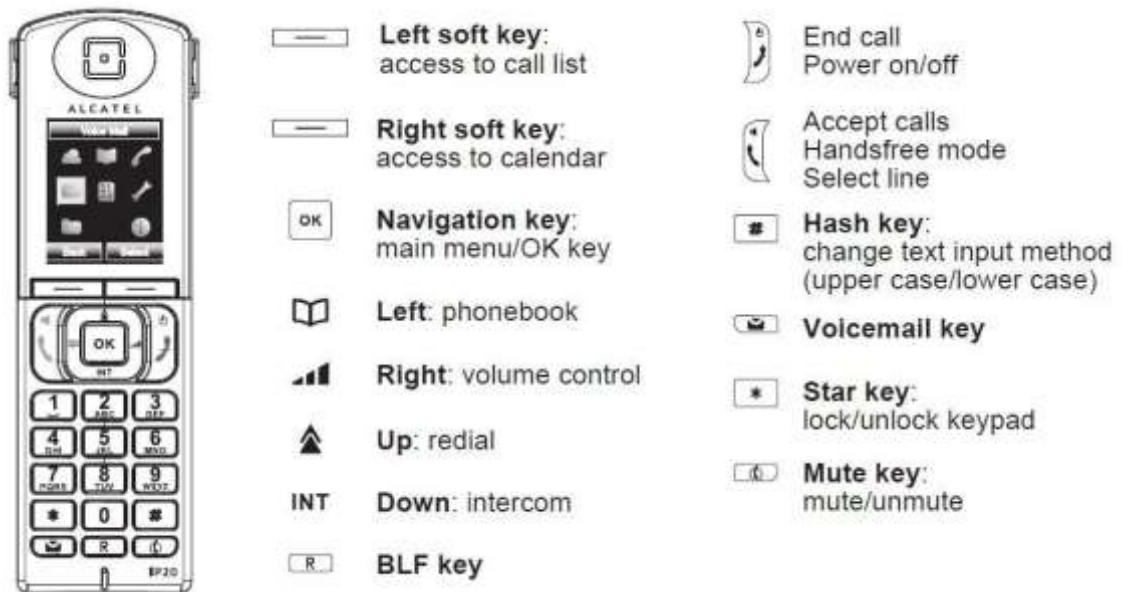 ALCATEL
Voice Mail
Back Select
OK
INT
1
2 ABC
3 DEF
4 GHI
5 JKL
6 MNO
7 PQRS
8 TUV
9 WXYZ
* 0 #
R
IP20
Left soft key:
access to call list
Right soft key:
access to calendar
OK Navigation key:
main menu/OK key
Left: phonebook
Right: volume control
Up: redial
INT Down: intercom
R BLF key
End call
Power on/off
Accept calls
Handsfree mode
Select line
# Hash key:
change text input method
(upper case/lower case)
Voicemail key
* Star key:
lock/unlock keypad
Mute key:
mute/unmute